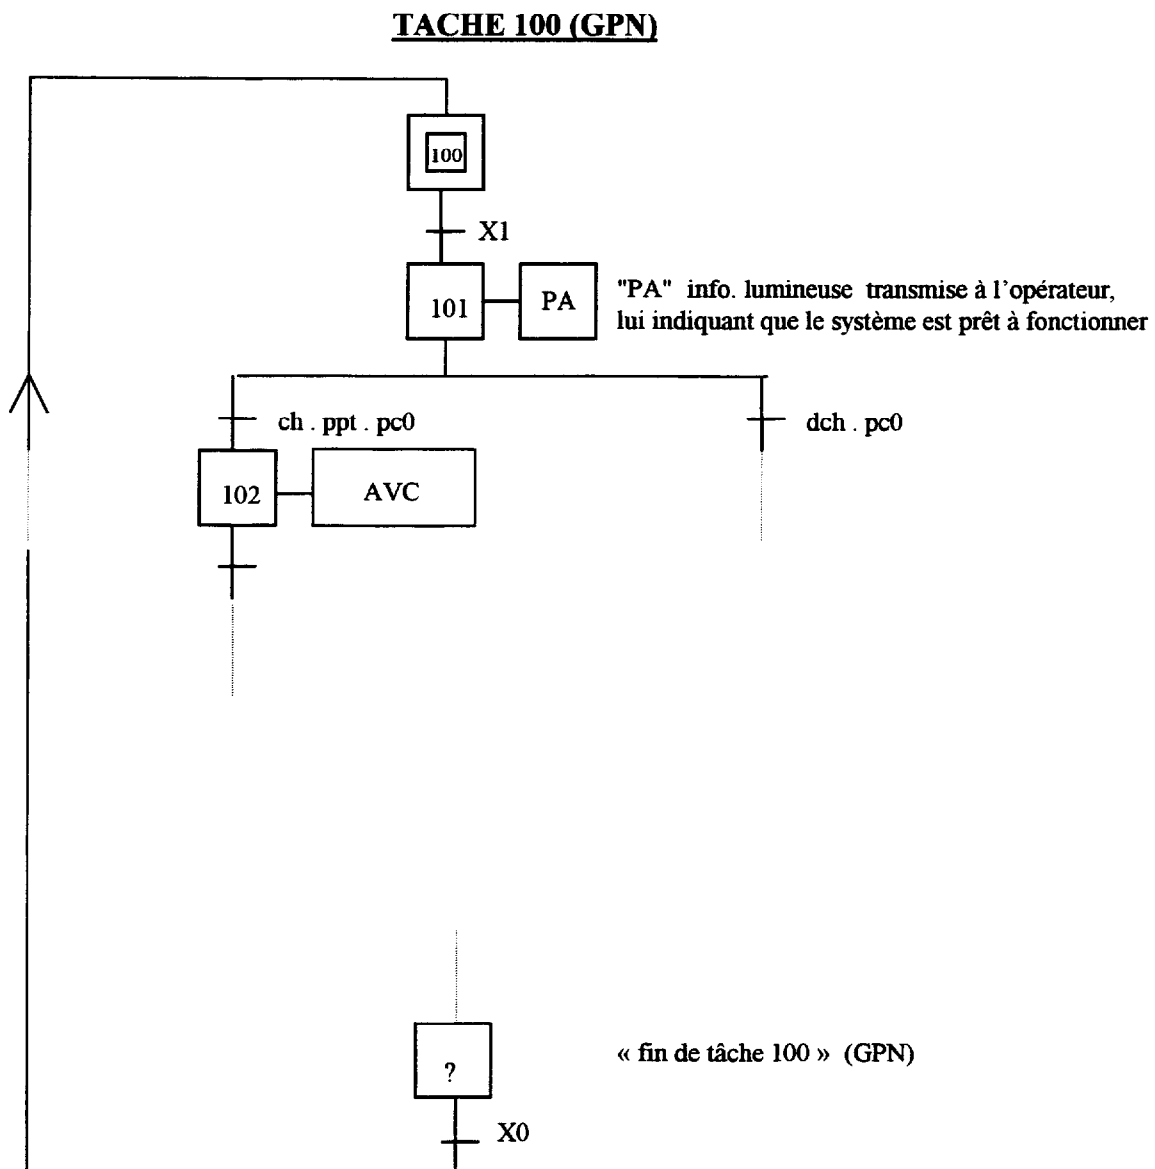 TACHE 100 (GPN)
100
X1
101
PA
"PA" info. lumineuse transmise à l'opérateur,
lui indiquant que le système est prêt à fonctionner
ch . ppt . pc0
dch . pc0
102
AVC
?
« fin de tâche 100 » (GPN)
X0